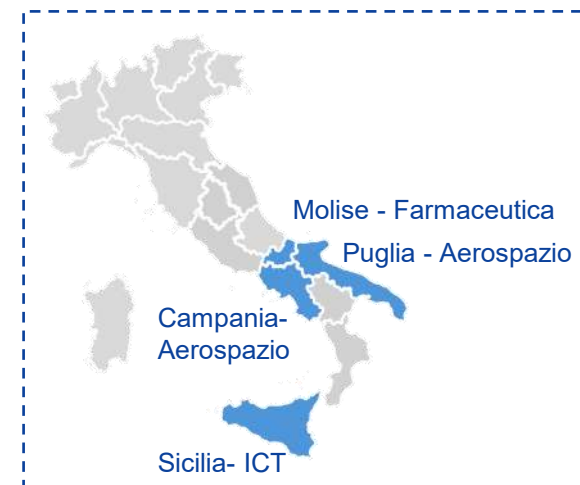 Molise - Farmaceutica
Puglia - Aerospazio
Campania-
Aerospazio
Sicilia- ICT